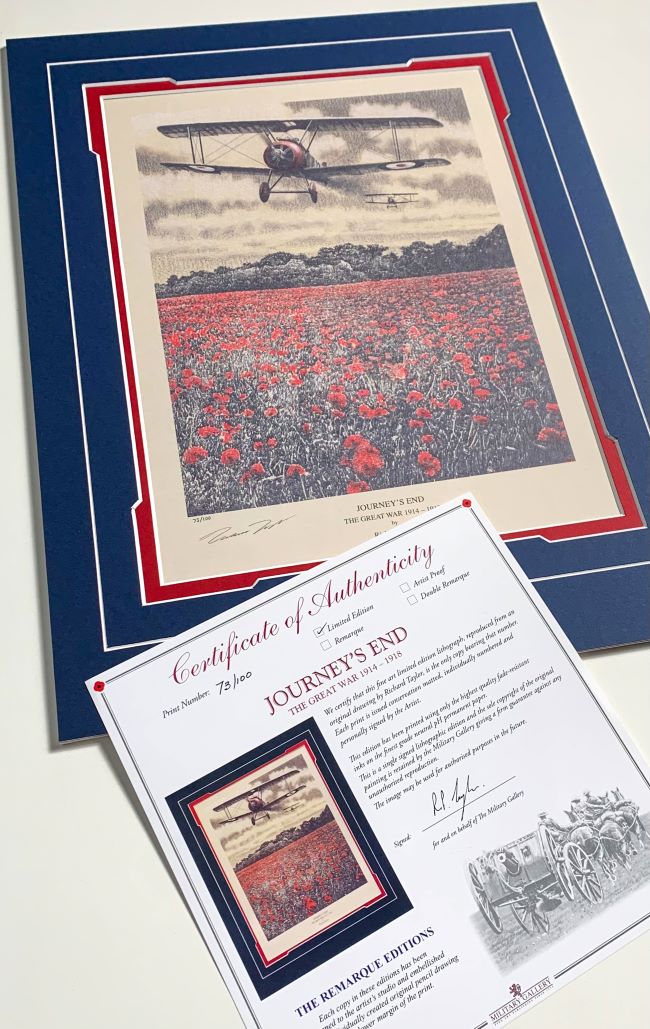 73/100
JOURNEY'S END
THE GREAT WAR 1914 – 191
by
Certificate of Authenticity
Print Number: 73/100
✓ Limited Edition
Artist Proof
Remarque
Double Remarque
JOURNEY'S END
THE GREAT WAR 1914 - 1918
We certify that this fine art limited edition lithograph, reproduced from an
original drawing by Richard Taylor, is the only copy bearing that number.
Each print is issued conservation matted, individually numbered and
personally signed by the Artist.
This edition has been printed using only the highest quality fade-resistant
inks on the finest grade neutral pH permanent paper.
This is a single signed lithographic edition and the sole copyright of the original
painting is retained by the Military Gallery giving a firm guarantee against any
unauthorised reproduction.
The image may be used for authorised purposes in the future.
Signed:
for and on behalf of The Military Gallery
THE REMARQUE EDITIONS
Each copy in these editions has been
ned to the artist's studio and embellished
vidually created original pencil drawing
ower margin of the print.
MILITARY GALLERY